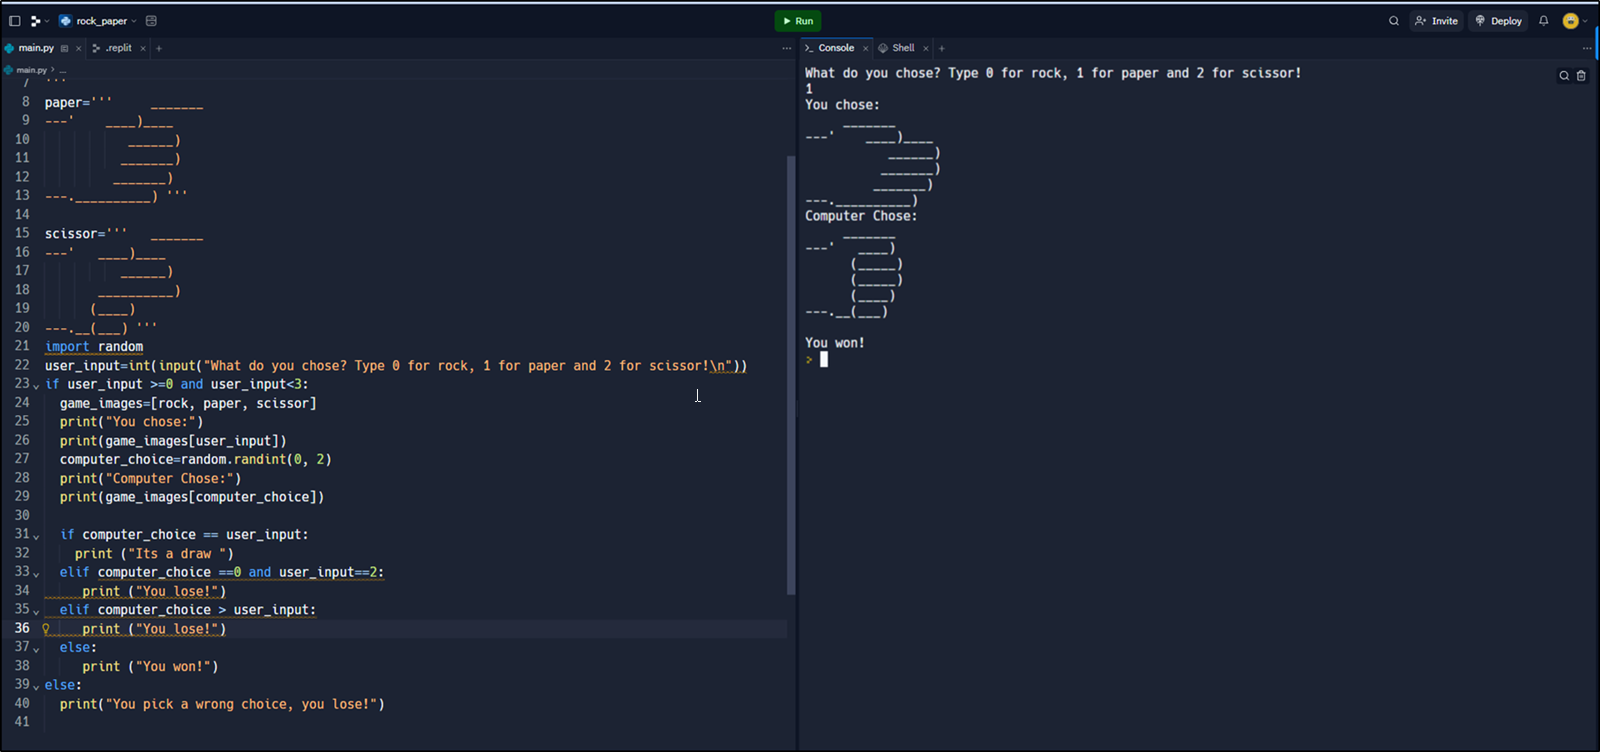 rock_paper
Run
Invite
Deploy
main.py
.replit
Console
Shell
main.py > ...
7 '''
8 paper='''     _______
9 ---'    ____)____
10            ______)
11           _______)
12          _______)
13 ---.__________) '''
14
15 scissor='''   _______
16 ---'   ____)____
17           ______)
18        __________)
19       (____)
20 ---.__(___) '''
21 import random
22 user_input=int(input("What do you chose? Type 0 for rock, 1 for paper and 2 for scissor!\n"))
23 if user_input >=0 and user_input<3:
24   game_images=[rock, paper, scissor]
25   print("You chose:")
26   print(game_images[user_input])
27   computer_choice=random.randint(0, 2)
28   print("Computer Chose:")
29   print(game_images[computer_choice])
30
31   if computer_choice == user_input:
32     print ("Its a draw ")
33   elif computer_choice ==0 and user_input==2:
34      print ("You lose!")
35   elif computer_choice > user_input:
36      print ("You lose!")
37   else:
38      print ("You won!")
39 else:
40   print("You pick a wrong choice, you lose!")
41
What do you chose? Type 0 for rock, 1 for paper and 2 for scissor!
1
You chose:
     _______
---'    ____)____
           ______)
          _______)
         _______)
---.__________)
Computer Chose:
     _______
---'   ____)
      (_____)
      (_____)
      (____)
---.__(___)
You won!
>